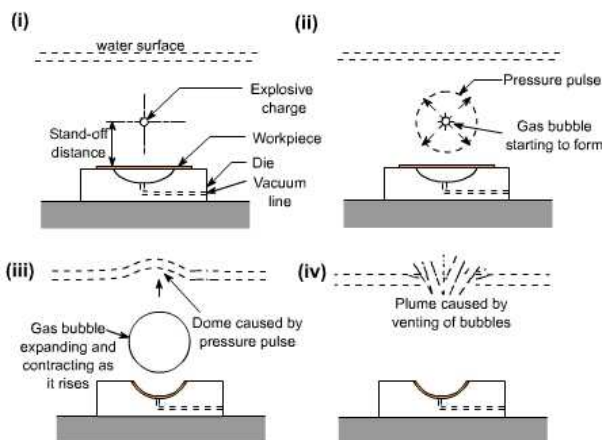 (i)
water surface
Explosive
charge
Stand-off
distance
Workpiece
Die
Vacuum
line
(ii)
Pressure pulse
Gas bubble
starting to form
(iii)
Gas bubble
expanding and
contracting as
it rises
Dome caused by
pressure pulse
(iv)
Plume caused by
venting of bubbles